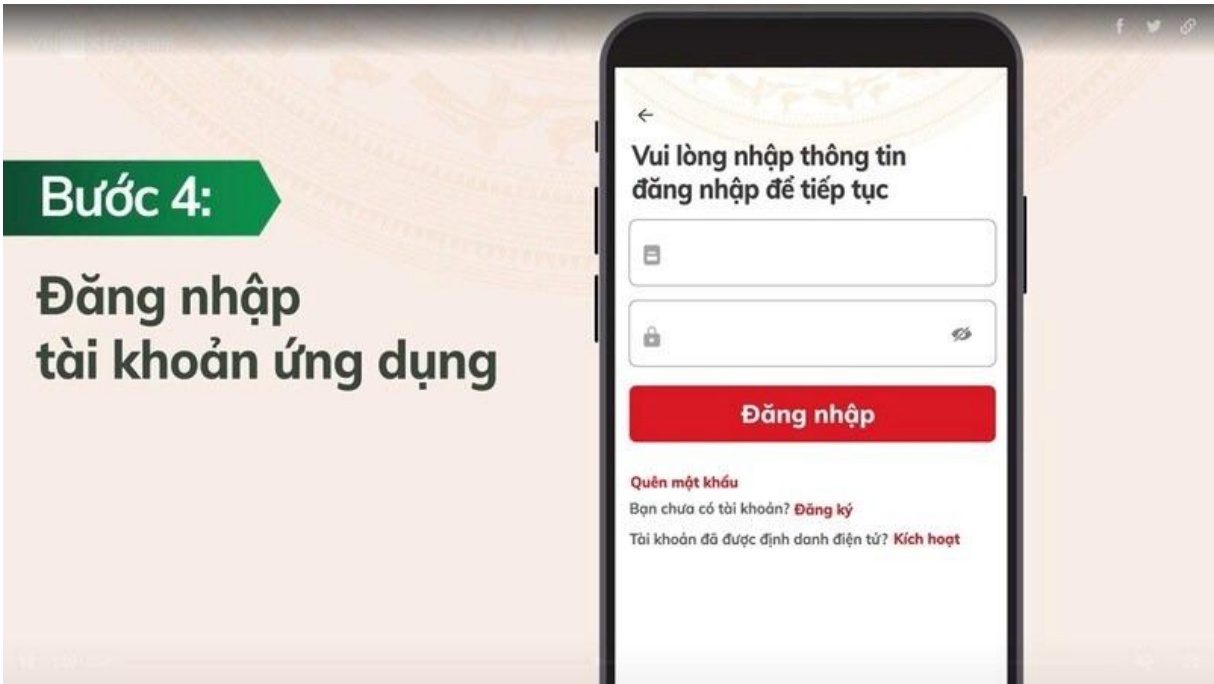 Bước 4:
Đăng nhập
tài khoản ứng dụng
Vui lòng nhập thông tin
đăng nhập để tiếp tục
Đăng nhập
Quên mật khẩu
Bạn chưa có tài khoản? Đăng ký
Tài khoản đã được định danh điện tử? Kích hoạt